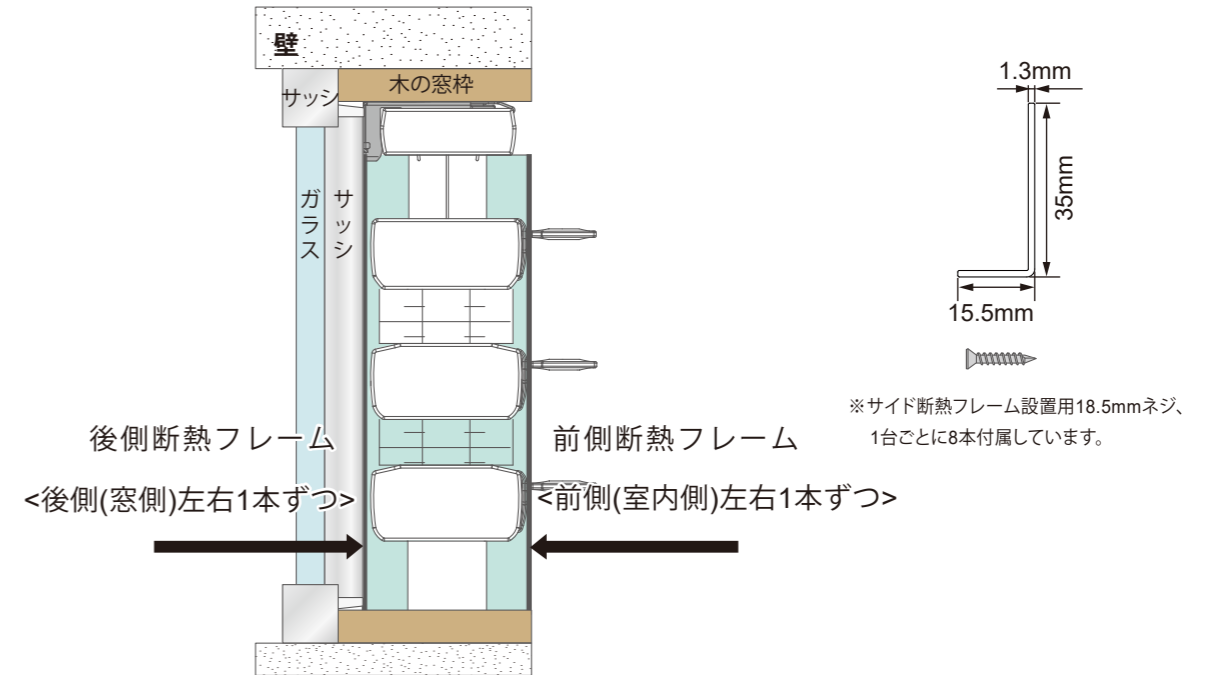 壁
木の窓枠
サッシ
ガラス
サッシ
後側断熱フレーム
<後側(窓側)左右1本ずつ>
前側断熱フレーム
<前側(室内側)左右1本ずつ>
1.3mm
35mm
15.5mm
※サイド断熱フレーム設置用18.5mmネジ、
1台ごとに8本付属しています。